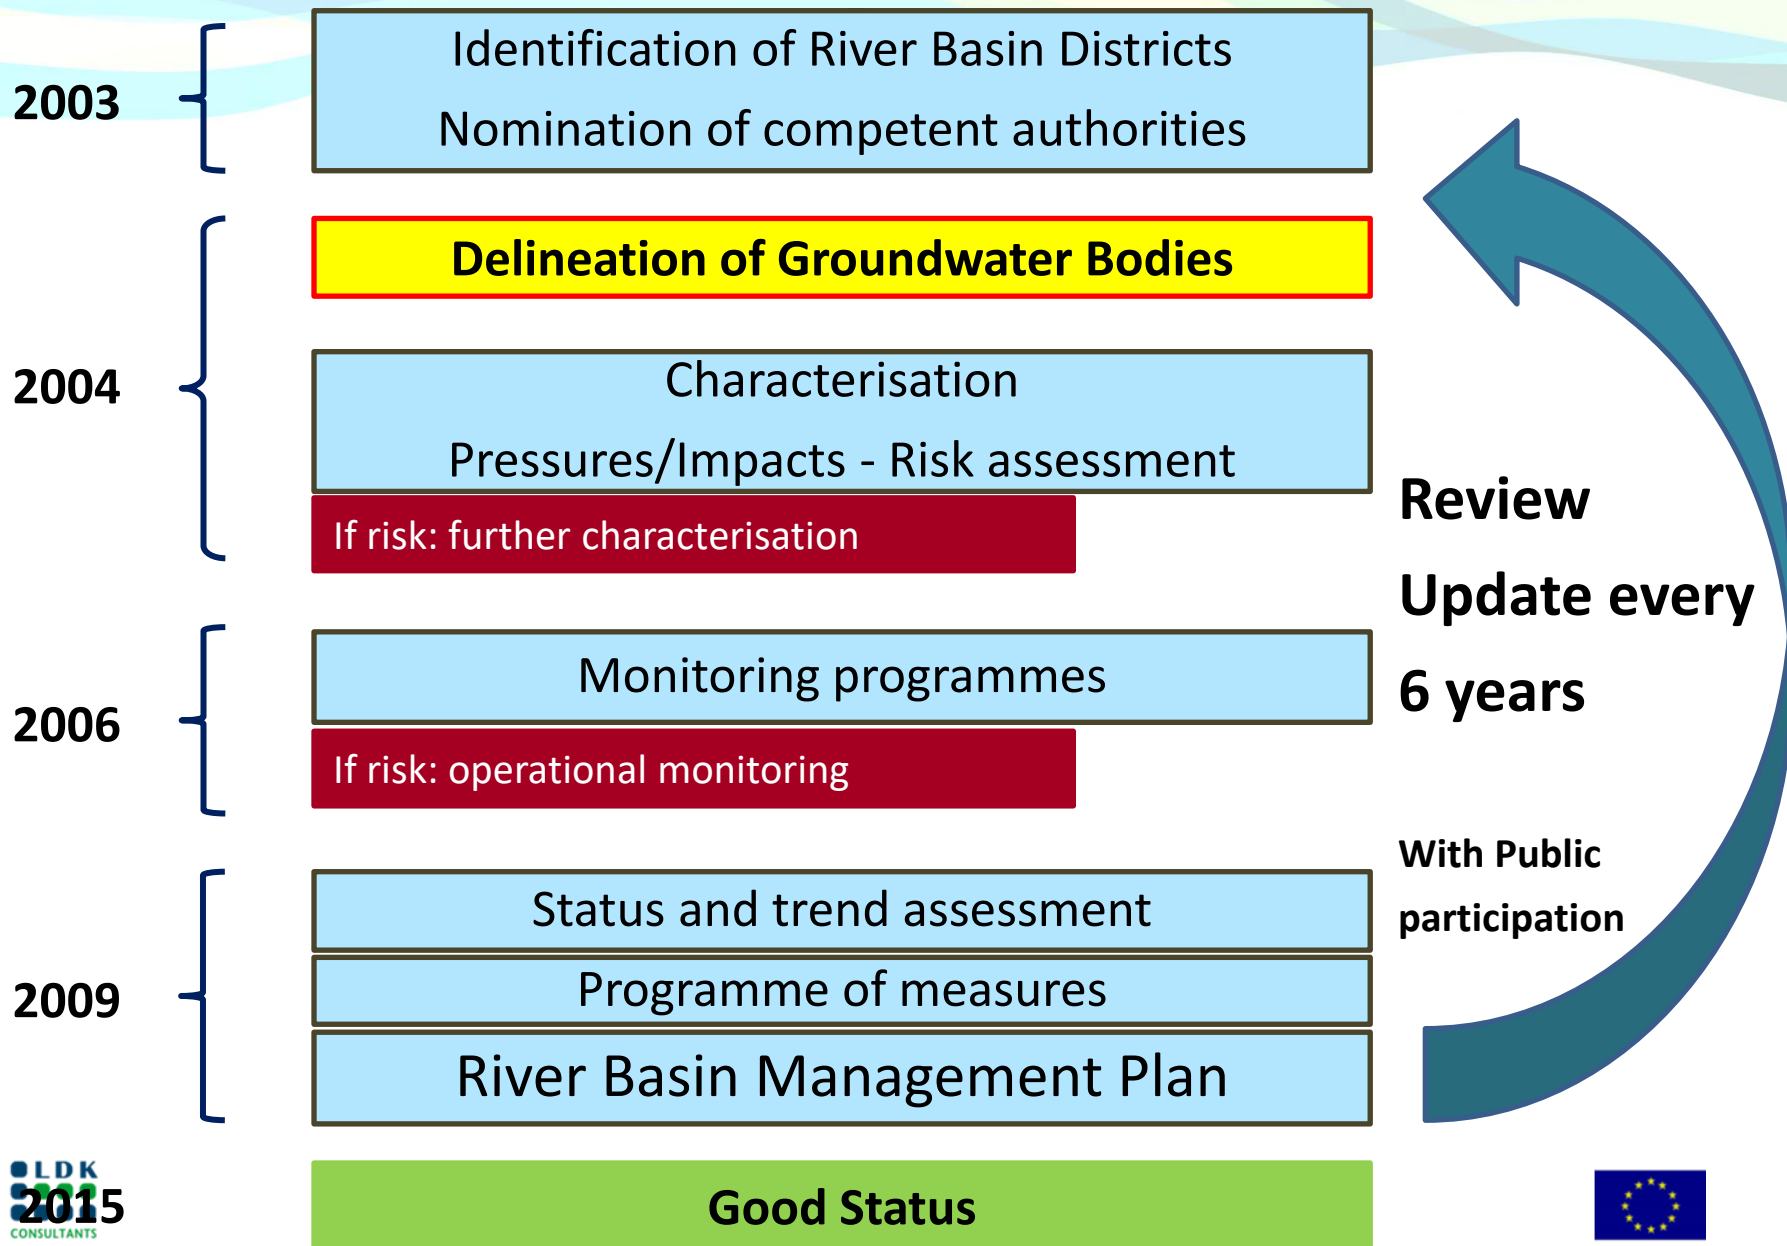 2003
Identification of River Basin Districts
Nomination of competent authorities
Delineation of Groundwater Bodies
2004
Characterisation
Pressures/Impacts - Risk assessment
If risk: further characterisation
Review
Update every
6 years
2006
Monitoring programmes
If risk: operational monitoring
With Public
participation
2009
Status and trend assessment
Programme of measures
River Basin Management Plan
LDK
CONSULTANTS
2015
Good Status